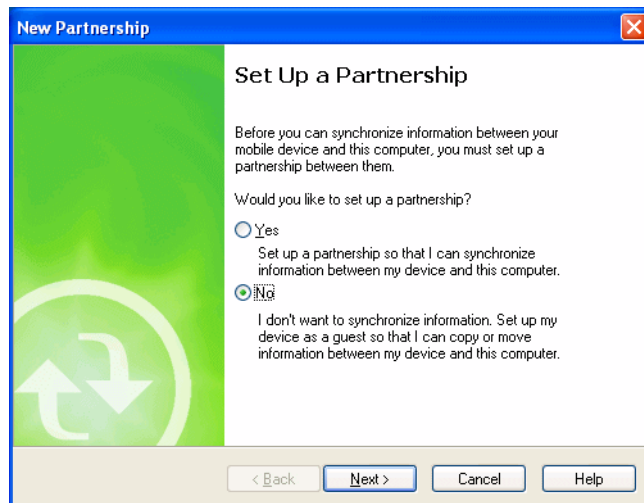 New Partnership
Set Up a Partnership
Before you can synchronize information between your
mobile device and this computer, you must set up a
partnership between them.
Would you like to set up a partnership?
Yes
Set up a partnership so that I can synchronize
information between my device and this computer.
No
I don't want to synchronize information. Set up my
device as a guest so that I can copy or move
information between my device and this computer.
< Back Next > Cancel Help